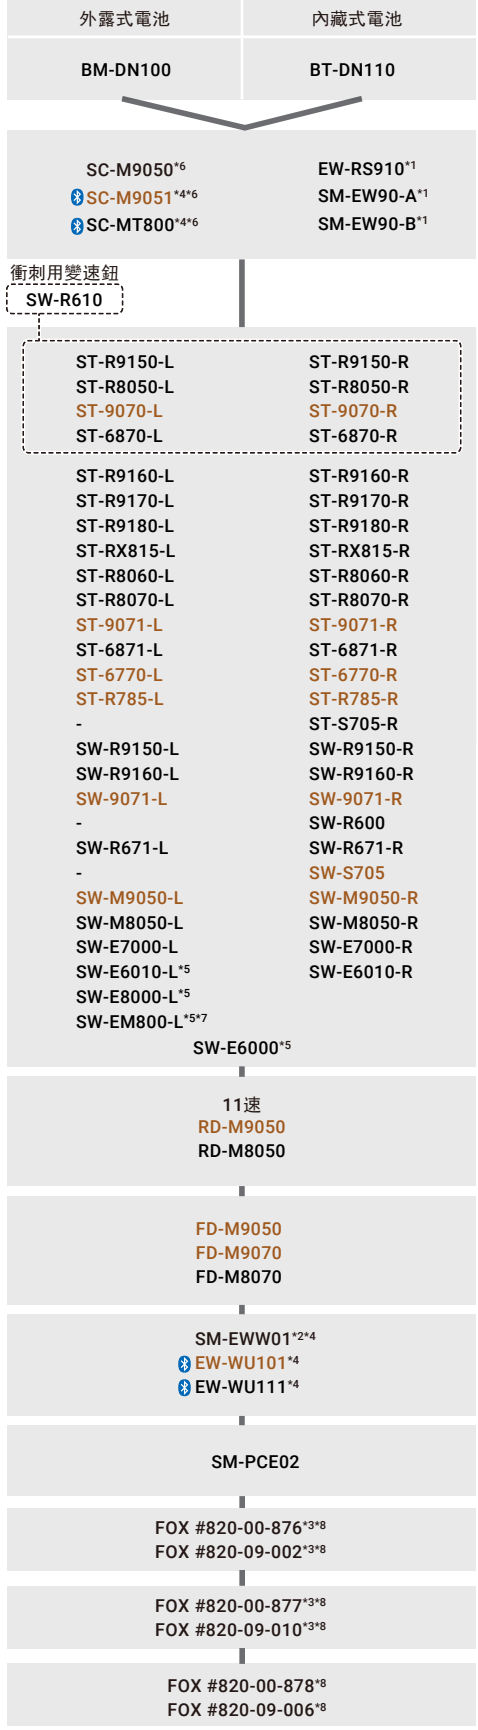 外露式電池 內藏式電池
BM-DN100 BT-DN110
SC-M9050*6 EW-RS910*1
SC-M9051*4*6 SM-EW90-A*1
SC-MT800*4*6 SM-EW90-B*1
衝刺用變速鈕
SW-R610
ST-R9150-L ST-R9150-R
ST-R8050-L ST-R8050-R
ST-9070-L ST-9070-R
ST-6870-L ST-6870-R
ST-R9160-L ST-R9160-R
ST-R9170-L ST-R9170-R
ST-R9180-L ST-R9180-R
ST-RX815-L ST-RX815-R
ST-R8060-L ST-R8060-R
ST-R8070-L ST-R8070-R
ST-9071-L ST-9071-R
ST-6871-L ST-6871-R
ST-6770-L ST-6770-R
ST-R785-L ST-R785-R
- ST-S705-R
SW-R9150-L SW-R9150-R
SW-R9160-L SW-R9160-R
SW-9071-L SW-9071-R
- SW-R600
SW-R671-L SW-R671-R
- SW-S705
SW-M9050-L SW-M9050-R
SW-M8050-L SW-M8050-R
SW-E7000-L SW-E7000-R
SW-E6010-L*5 SW-E6010-R
SW-E8000-L*5
SW-EM800-L*5*7
SW-E6000*5
11速
RD-M9050
RD-M8050
FD-M9050
FD-M9070
FD-M8070
SM-EWW01*2*4
EW-WU101*4
EW-WU111*4
SM-PCE02
FOX #820-00-876*3*8
FOX #820-09-002*3*8
FOX #820-00-877*3*8
FOX #820-09-010*3*8
FOX #820-00-878*8
FOX #820-09-006*8